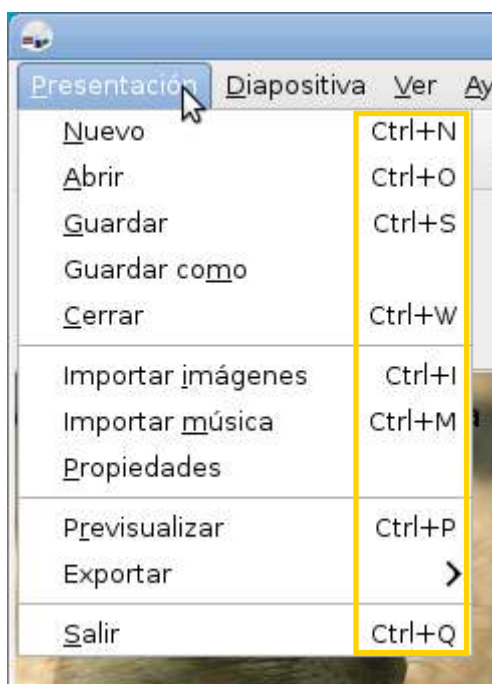 Presentación Diapositiva Ver Ay
Nuevo Ctrl+N
Abrir Ctrl+O
Guardar Ctrl+S
Guardar como
Cerrar Ctrl+W
Importar imágenes Ctrl+I
Importar música Ctrl+M
Propiedades
Previsualizar Ctrl+P
Exportar
Salir Ctrl+Q